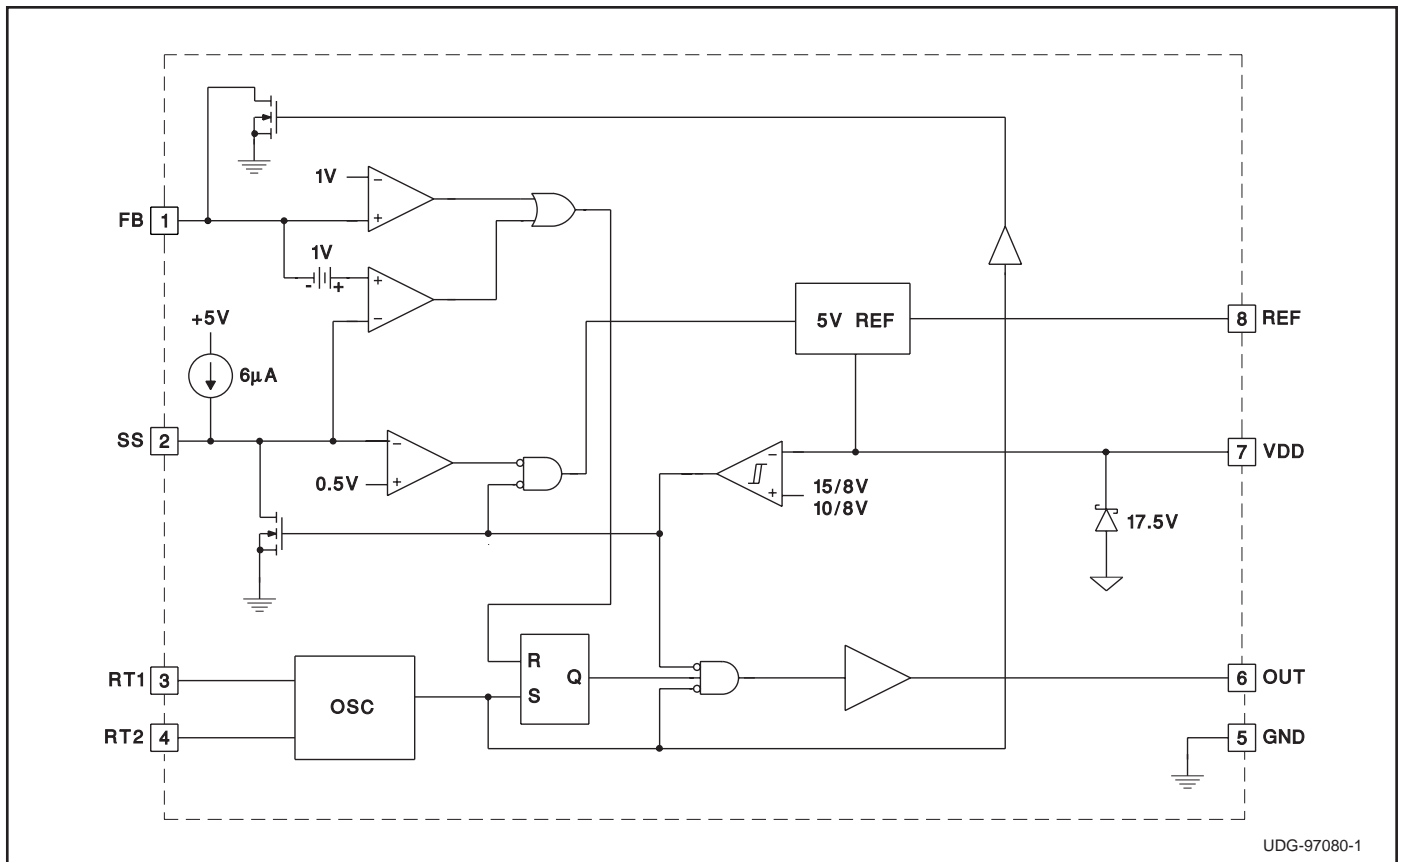 1V
−
+
FB 1
1V
- +
+
−
5V REF
8 REF
+5V
6µA
SS 2
−
+
0.5V
−
+
15/8V
10/8V
7 VDD
17.5V
RT1 3
RT2 4
OSC
R
S
Q
6 OUT
5 GND
UDG-97080-1